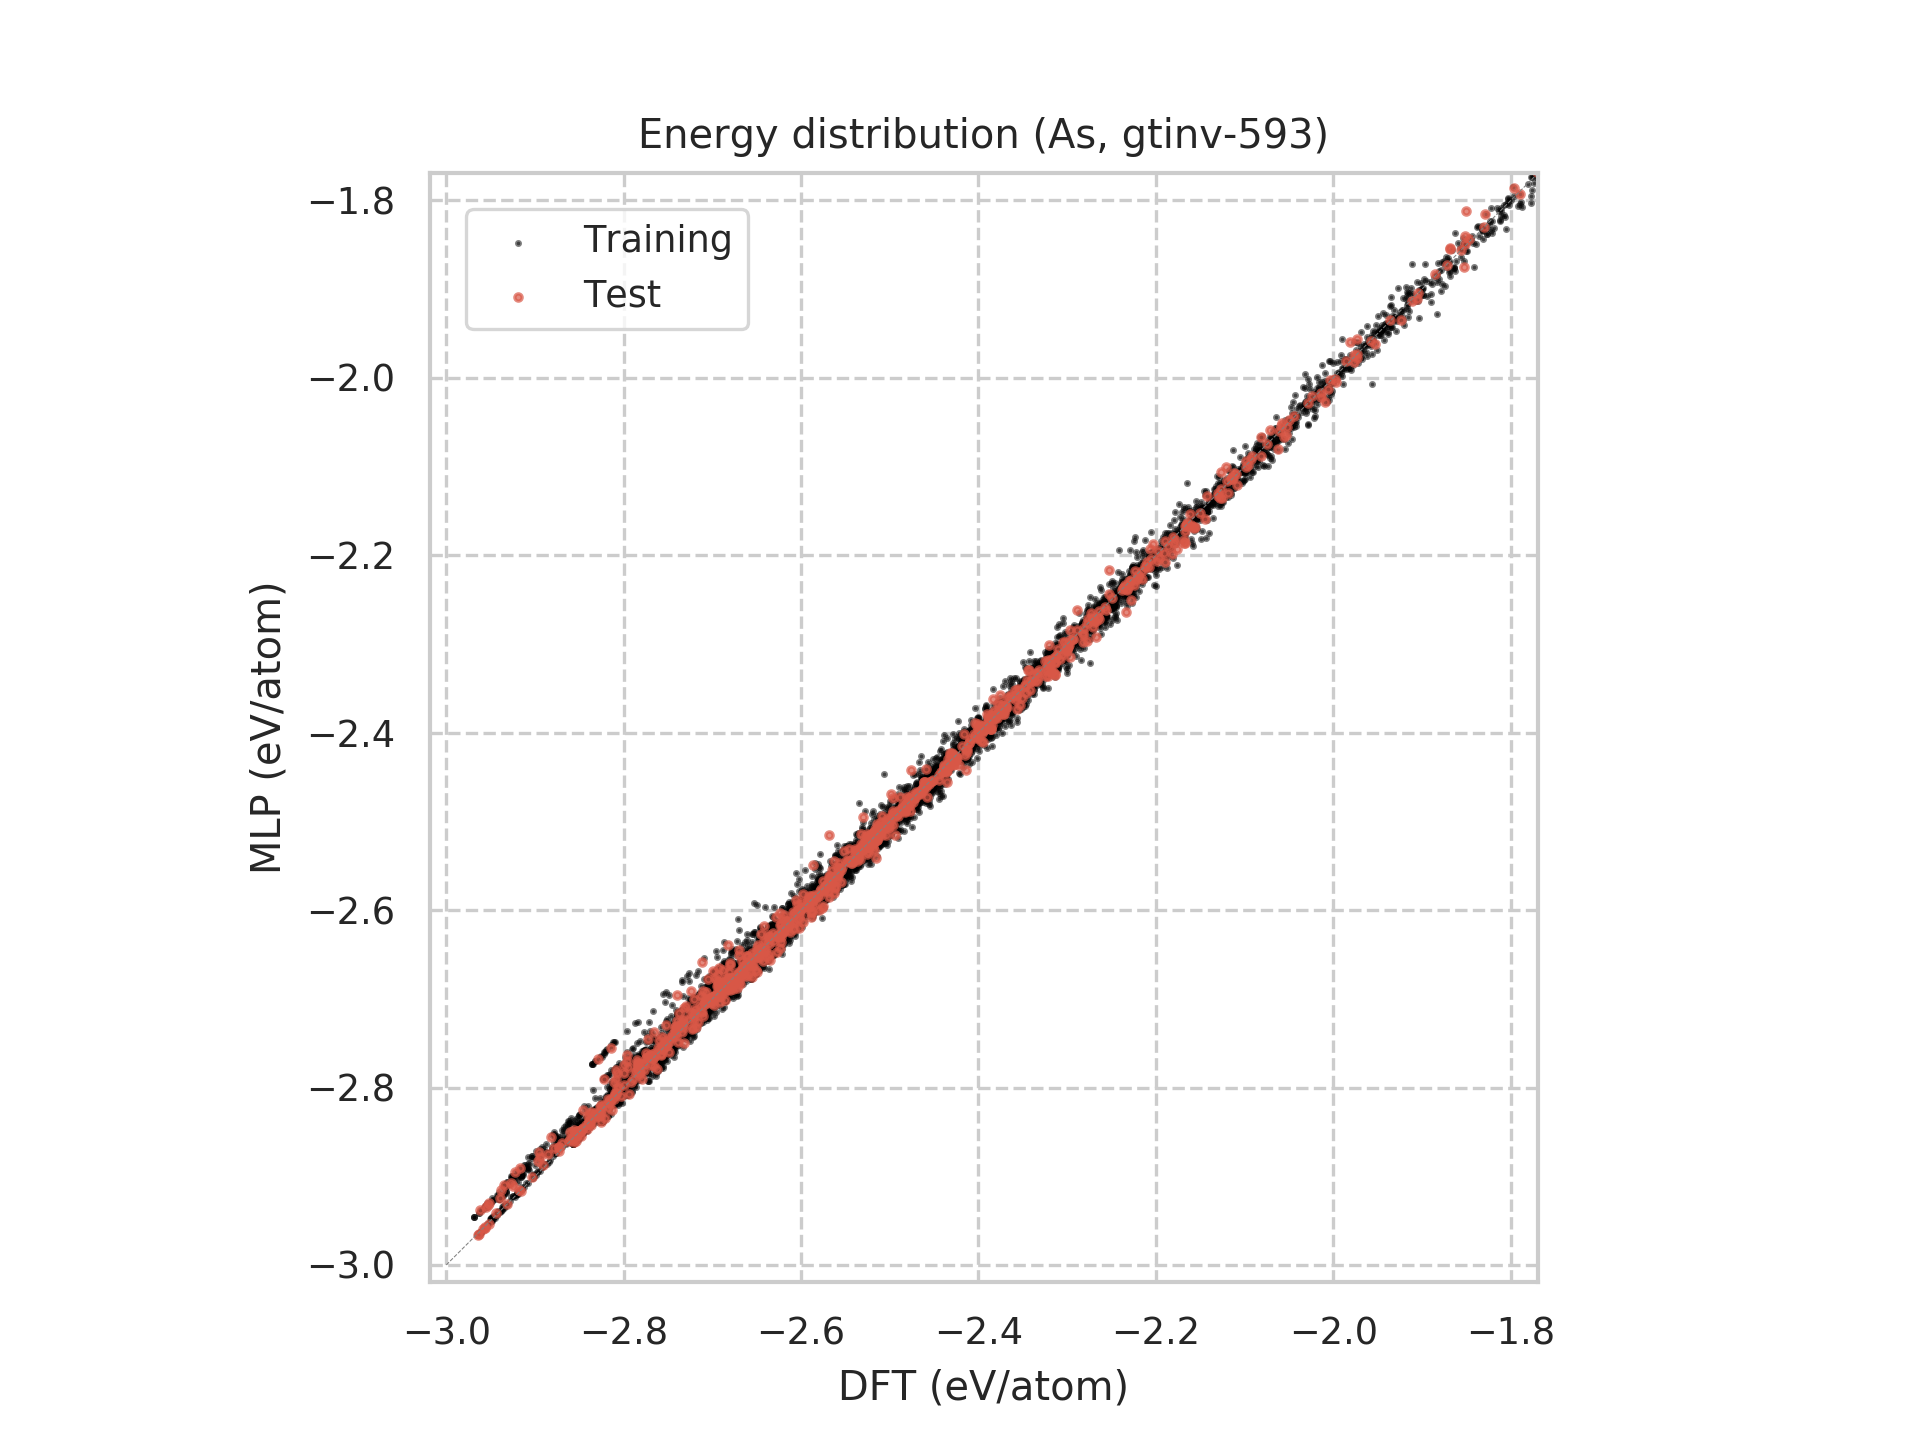 Energy distribution (As, gtinv-593)
Training
Test
MLP (eV/atom)
−1.8
−2.0
−2.2
−2.4
−2.6
−2.8
−3.0
−3.0 −2.8 −2.6 −2.4 −2.2 −2.0 −1.8
DFT (eV/atom)